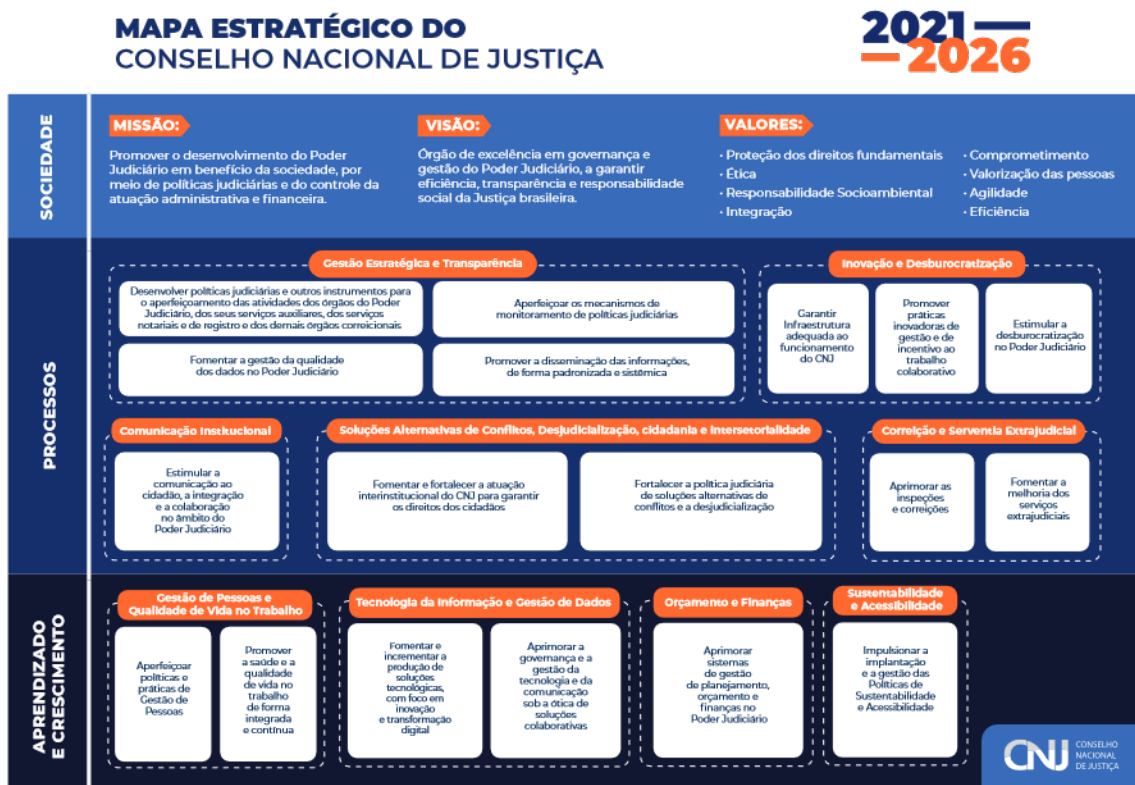 MAPA ESTRATÉGICO DO
CONSELHO NACIONAL DE JUSTIÇA
2021
2026
SOCIEDADE
MISSÃO:
Promover o desenvolvimento do Poder
Judiciário em benefício da sociedade, por
meio de políticas judiciárias e do controle da
atuação administrativa e financeira.
VISÃO:
Órgão de excelência em governança e
gestão do Poder Judiciário, a garantir
eficiência, transparência e responsabilidade
social da Justiça brasileira.
VALORES:
• Proteção dos direitos fundamentais
• Ética
• Responsabilidade Socioambiental
• Integração
• Comprometimento
• Valorização das pessoas
• Agilidade
• Eficiência
PROCESSOS
Gestão Estratégica e Transparência
Desenvolver políticas judiciárias e outros instrumentos para
o aperfeiçoamento das atividades dos órgãos do Poder
Judiciário, dos seus serviços auxiliares, dos serviços
notariais e de registro e dos demais órgãos correicionais
Aperfeiçoar os mecanismos de
monitoramento de políticas judiciárias
Fomentar a gestão da qualidade
dos dados no Poder Judiciário
Promover a disseminação das informações,
de forma padronizada e sistêmica
Inovação e Desburocratização
Garantir
Infraestrutura
adequada ao
funcionamento
do CNJ
Promover
práticas
inovadoras de
gestão e de
incentivo ao
trabalho
colaborativo
Estimular a
desburocratização
no Poder Judiciário
Comunicação Institucional
Estimular a
comunicação ao
cidadão, a integração
e a colaboração
no âmbito do
Poder Judiciário
Soluções Alternativas de Conflitos, Desjudicialização, cidadania e intersetorialidade
Fomentar e fortalecer a atuação
interinstitucional do CNJ para garantir
os direitos dos cidadãos
Fortalecer a política judiciária
de soluções alternativas de
conflitos e a desjudicialização
Correição e Serventia Extrajudicial
Aprimorar as
inspeções
e correições
Fomentar a
melhoria dos
serviços
extrajudiciais
APRENDIZADO
E CRESCIMENTO
Gestão de Pessoas e
Qualidade de Vida no Trabalho
Aperfeiçoar
políticas e
práticas de
Gestão de
Pessoas
Promover
a saúde e a
qualidade
de vida no
trabalho
de forma
integrada
e contínua
Tecnologia da Informação e Gestão de Dados
Fomentar e
incrementar a
produção de
soluções
tecnológicas,
com foco em
inovação
e transformação
digital
Aprimorar a
governança e a
gestão da
tecnologia e da
comunicação
sob a ótica de
soluções
colaborativas
Orçamento e Finanças
Aprimorar
sistemas
de gestão
de planejamento,
orçamento e
finanças no
Poder Judiciário
Sustentabilidade
e Acessibilidade
Impulsionar a
implantação
e a gestão das
Políticas de
Sustentabilidade
e Acessibilidade
CNJ
CONSELHO
NACIONAL
DE JUSTIÇA